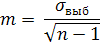 m = σ_выб / √(n − 1)